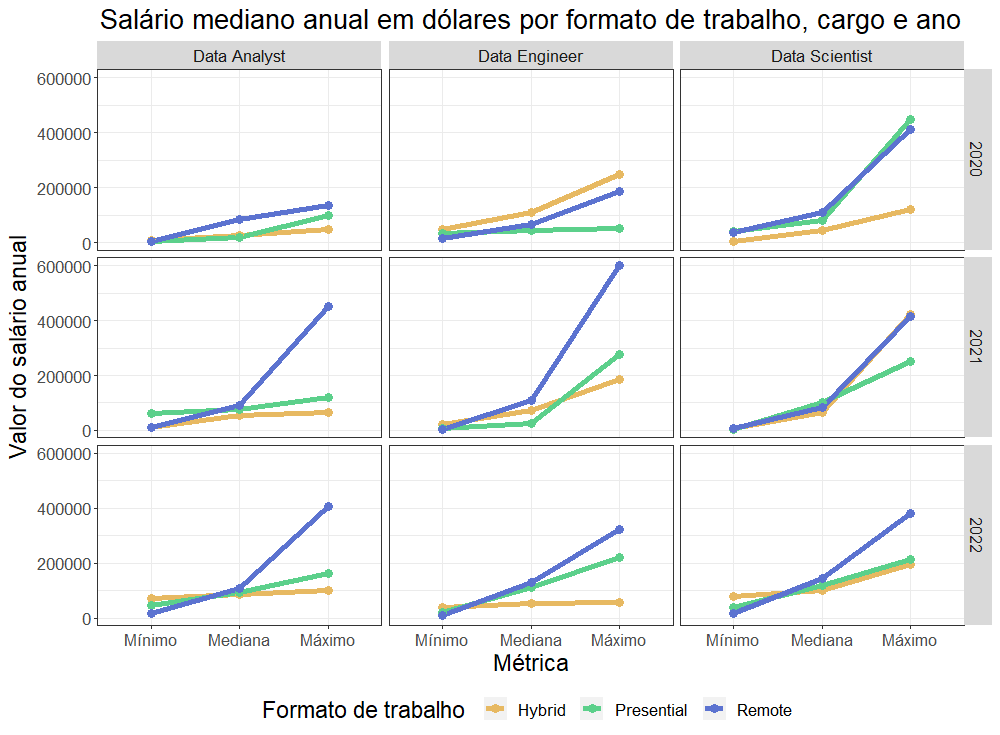 Salário mediano anual em dólares por formato de trabalho, cargo e ano
Data Analyst
Data Engineer
Data Scientist
600000
400000
200000
0
2020
600000
400000
200000
0
2021
600000
400000
200000
0
2022
Valor do salário anual
Mínimo
Mediana
Máximo
Mínimo
Mediana
Máximo
Mínimo
Mediana
Máximo
Métrica
Formato de trabalho
Hybrid
Presential
Remote